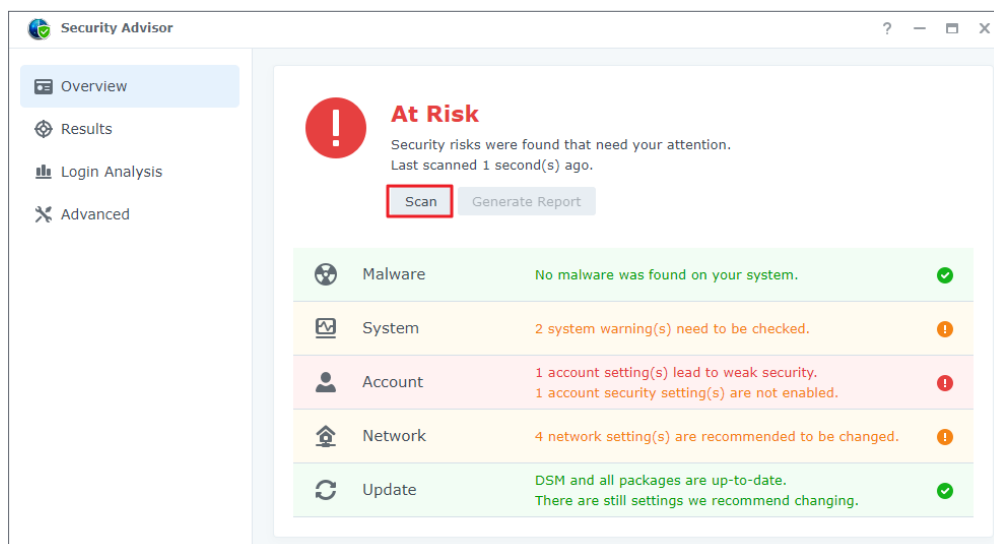 Security Advisor
?
Overview
Results
Login Analysis
Advanced
At Risk
Security risks were found that need your attention.
Last scanned 1 second(s) ago.
Scan Generate Report
Malware No malware was found on your system.
System 2 system warning(s) need to be checked.
Account 1 account setting(s) lead to weak security.
1 account security setting(s) are not enabled.
Network 4 network setting(s) are recommended to be changed.
Update DSM and all packages are up-to-date.
There are still settings we recommend changing.